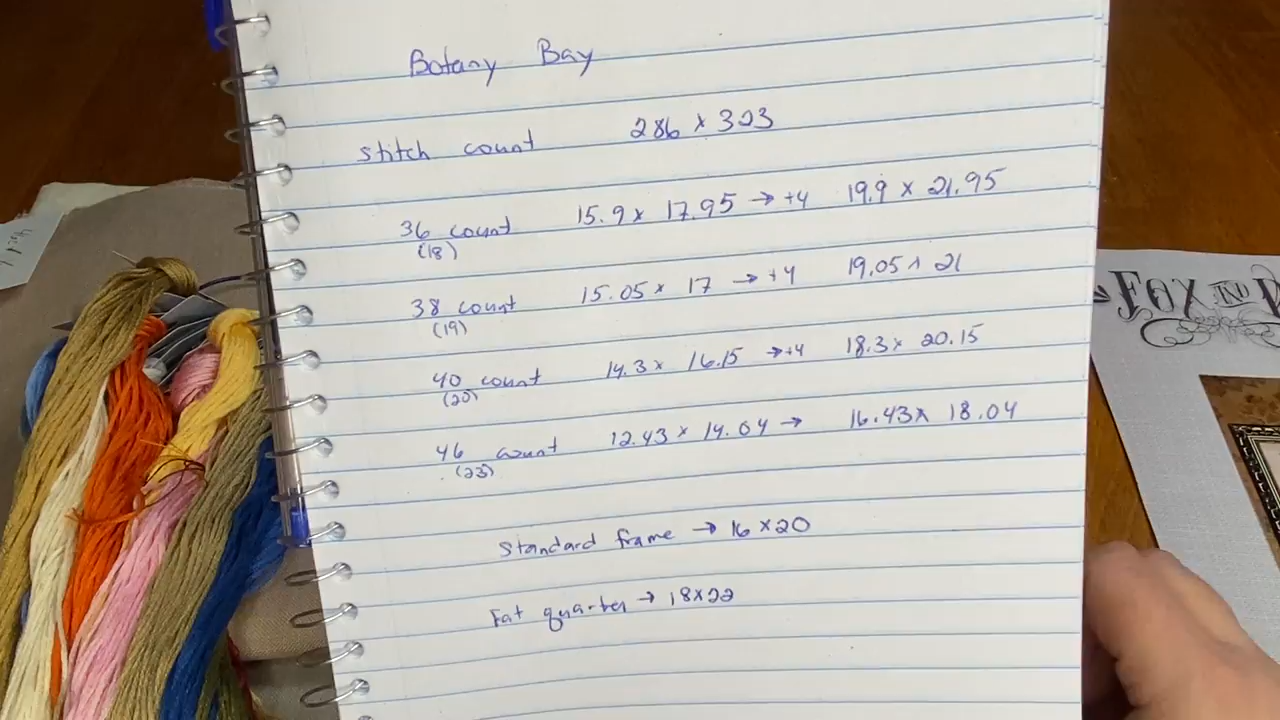 Botany Bay
stitch count 286 x 323
36 count 15.9 x 17.95 → +4 19.9 x 21.95
(18)
38 count 15.05 x 17 → +4 19.05 x 21
(19)
40 count 14.3 x 16.15 → +4 18.3 x 20.15
(20)
46 count 12.43 x 14.04 → 16.43 x 18.04
(23)
Standard frame → 16 x 20
Fat quarter → 18 x 22
FOX AND